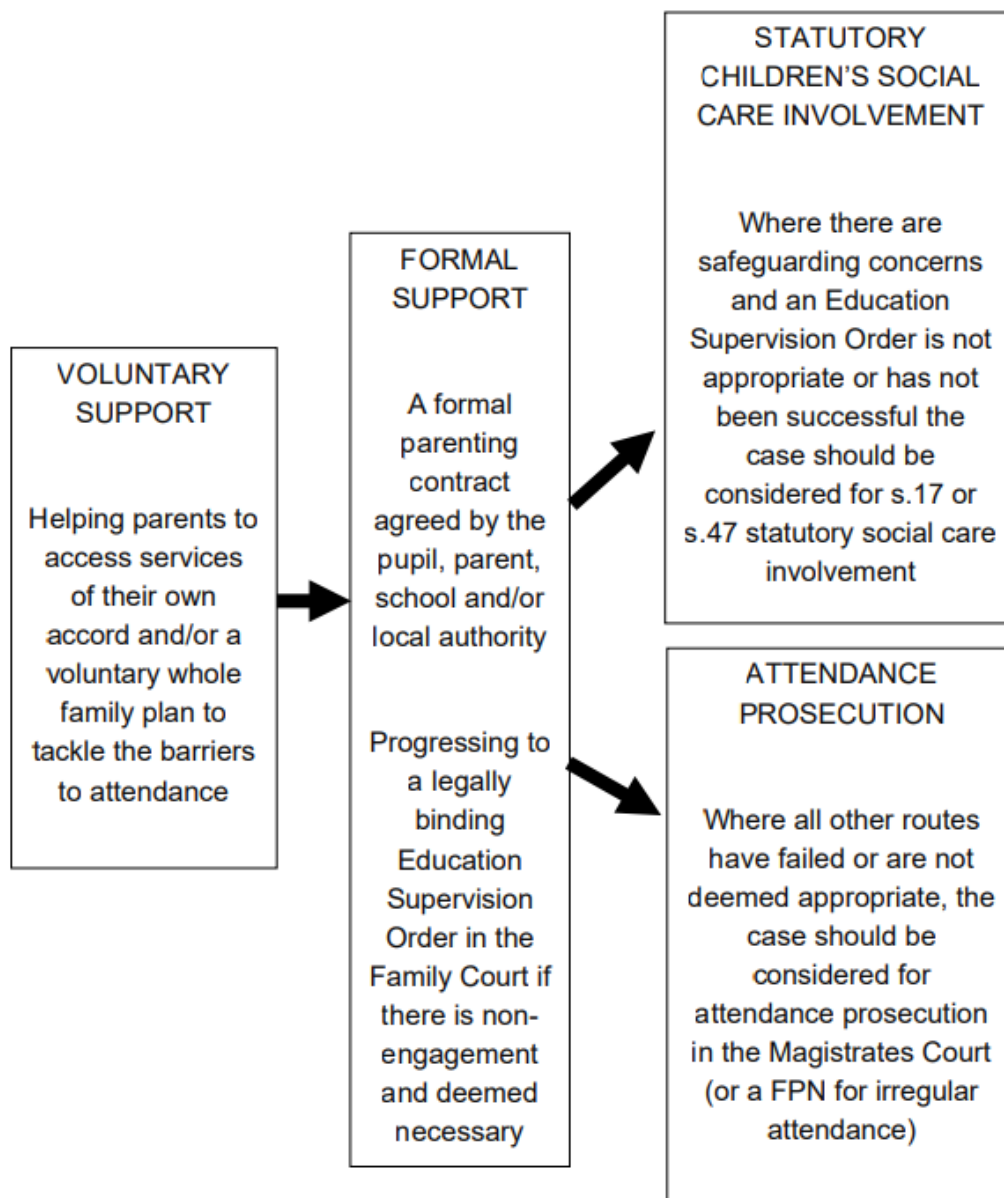 VOLUNTARY
SUPPORT
Helping parents to
access services
of their own
accord and/or a
voluntary whole
family plan to
tackle the barriers
to attendance
FORMAL
SUPPORT
A formal
parenting
contract
agreed by the
pupil, parent,
school and/or
local authority
Progressing to
a legally
binding
Education
Supervision
Order in the
Family Court if
there is non-
engagement
and deemed
necessary
STATUTORY
CHILDREN'S SOCIAL
CARE INVOLVEMENT
Where there are
safeguarding concerns
and an Education
Supervision Order is not
appropriate or has not
been successful the
case should be
considered for s.17 or
s.47 statutory social care
involvement
ATTENDANCE
PROSECUTION
Where all other routes
have failed or are not
deemed appropriate, the
case should be
considered for
attendance prosecution
in the Magistrates Court
(or a FPN for irregular
attendance)